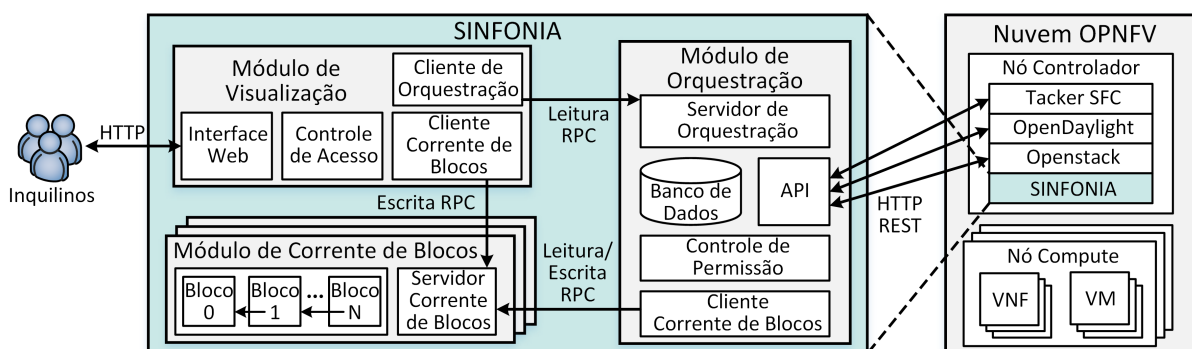 SINFONIA
Módulo de
Visualização
Cliente de
Orquestração
Interface
Web
Controle
de Acesso
Cliente
Corrente de
Blocos
HTTP
Inquilinos
Leitura
RPC
Escrita RPC
Módulo de Corrente de Blocos
Bloco
0
Bloco
1
...
Bloco
N
Servidor
Corrente
de Blocos
Leitura/
Escrita
RPC
Módulo de
Orquestração
Servidor de
Orquestração
Banco de
Dados
API
Controle de
Permissão
Cliente
Corrente de Blocos
HTTP
REST
Nuvem OPNFV
Nó Controlador
Tacker SFC
OpenDaylight
Openstack
SINFONIA
Nó Compute
VNF
VM